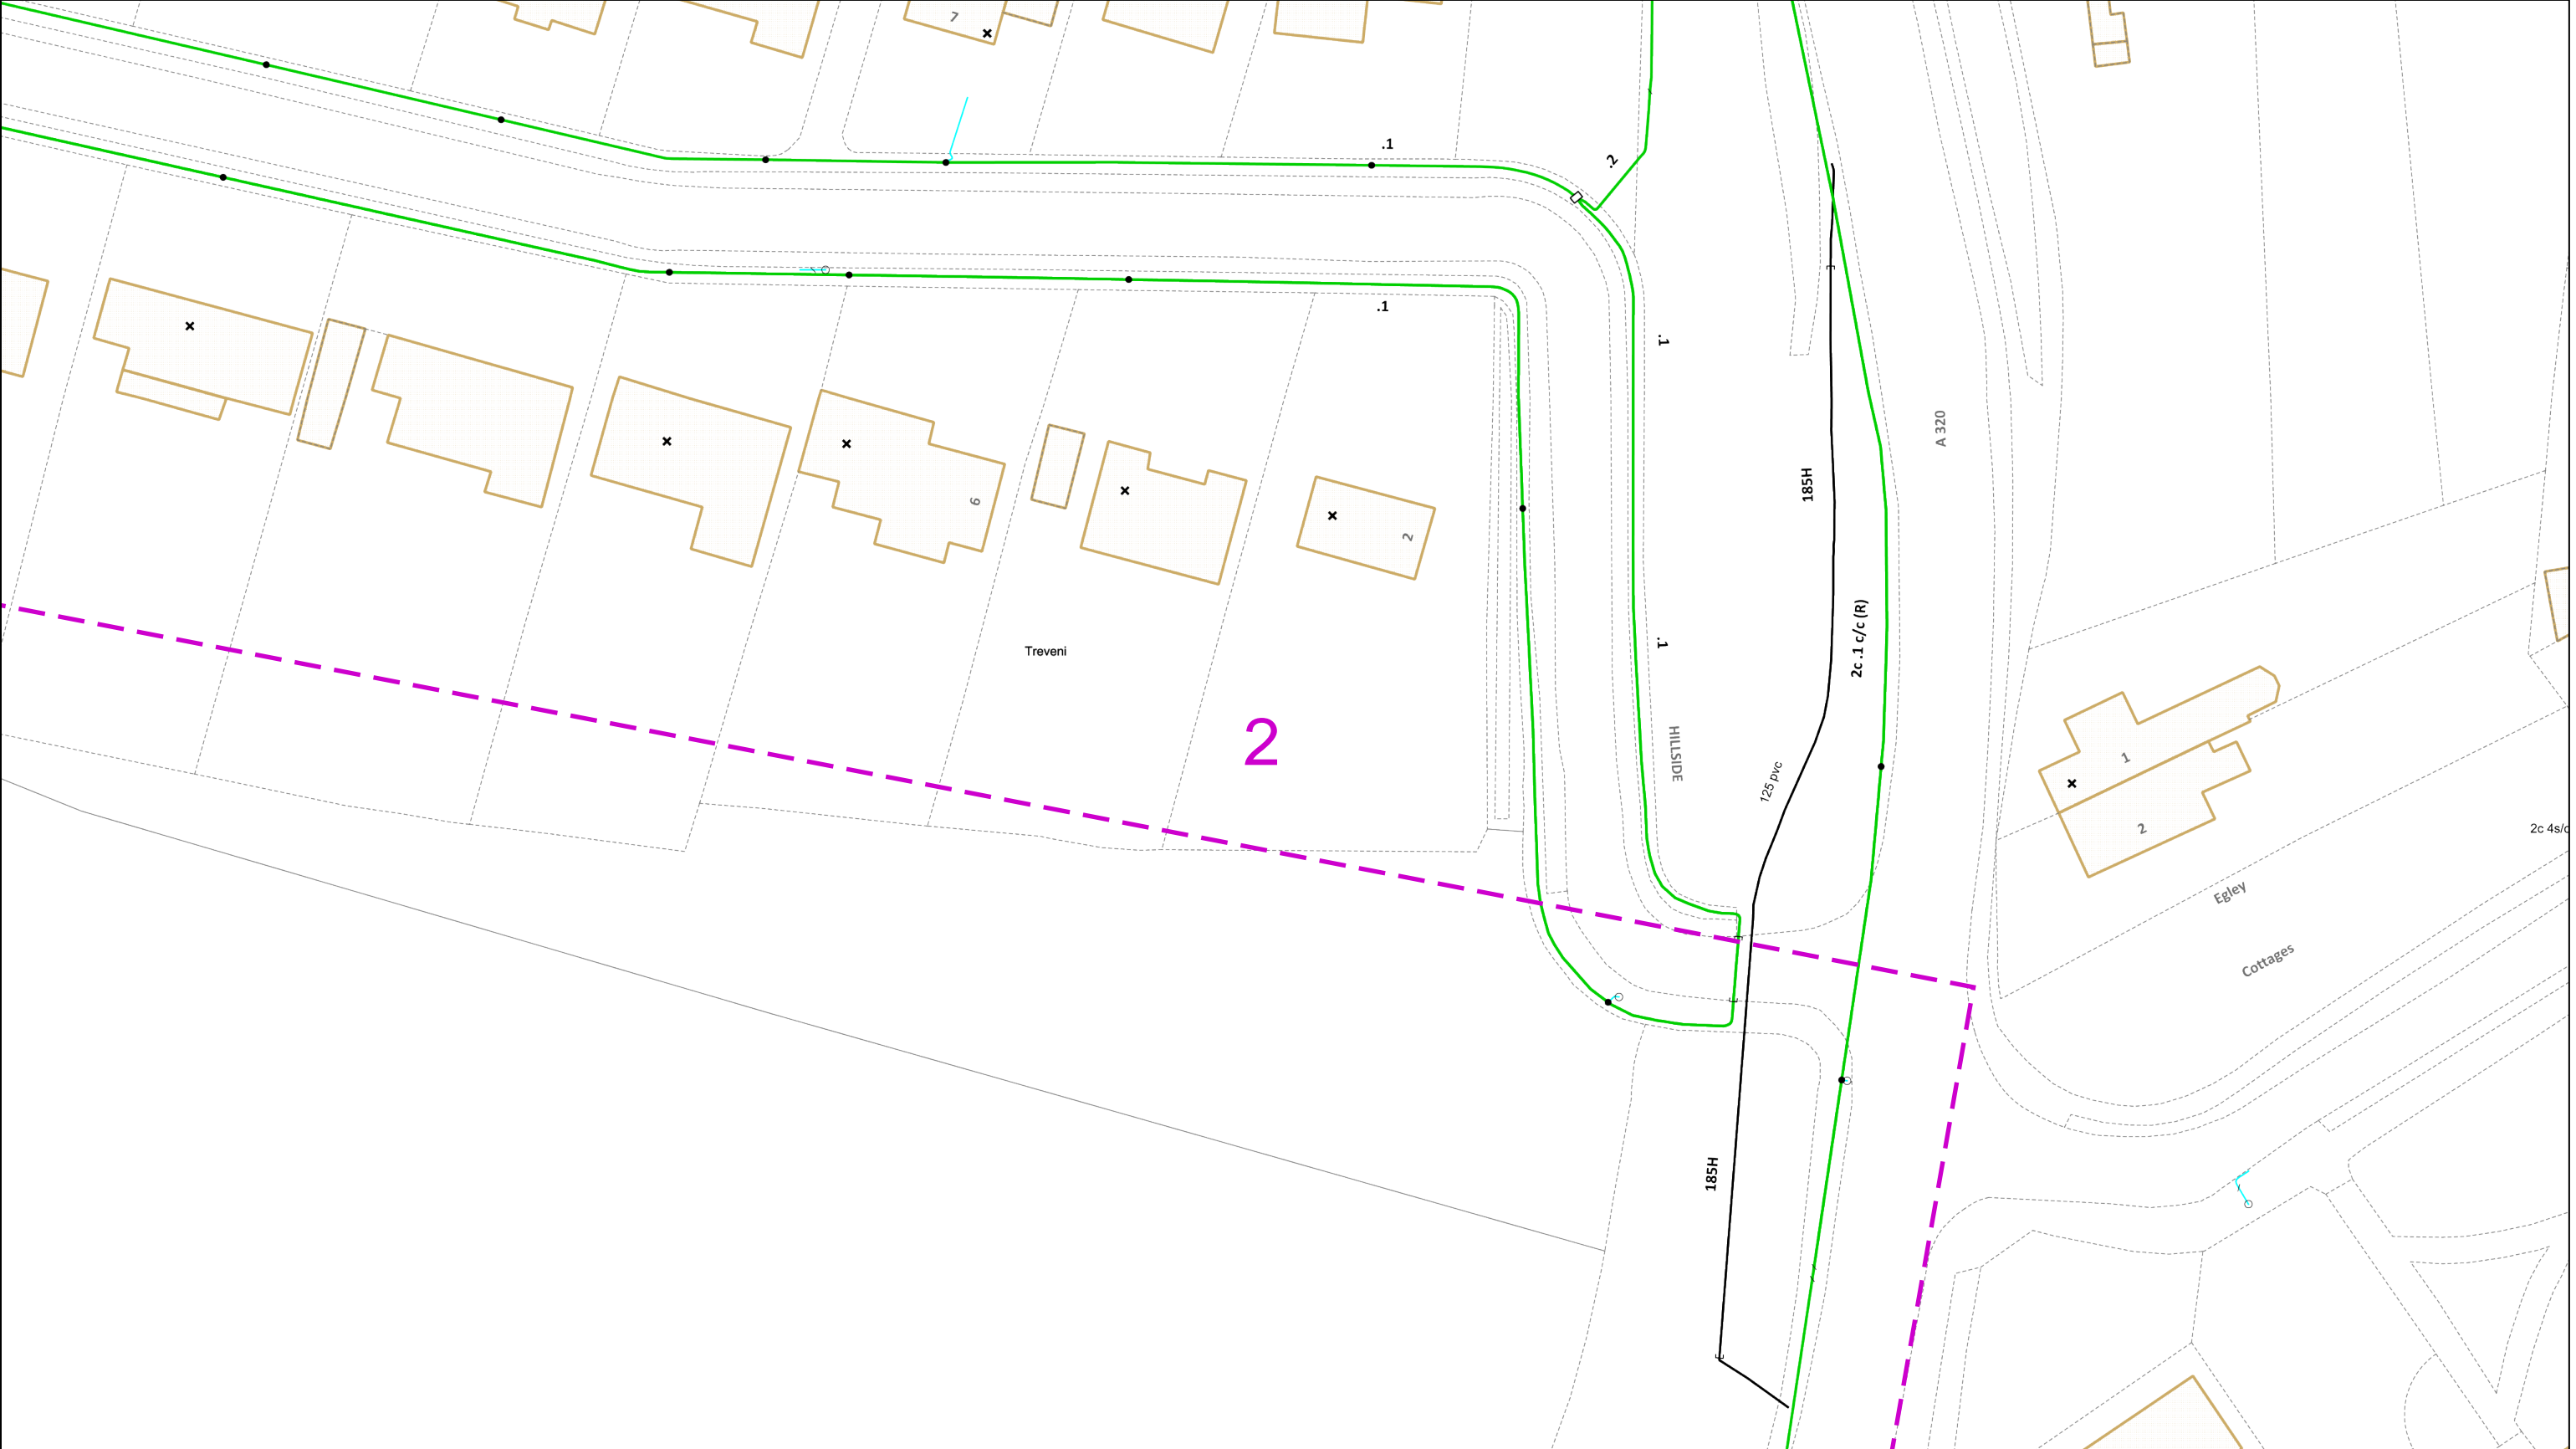 7
.1
.2
.1
.1
A 320
185H
6
2
2c .1 c/c (R)
.1
Treveni
2
HILLSIDE
125 pvc
1
2
2c 4s/c
Egley
Cottages
185H